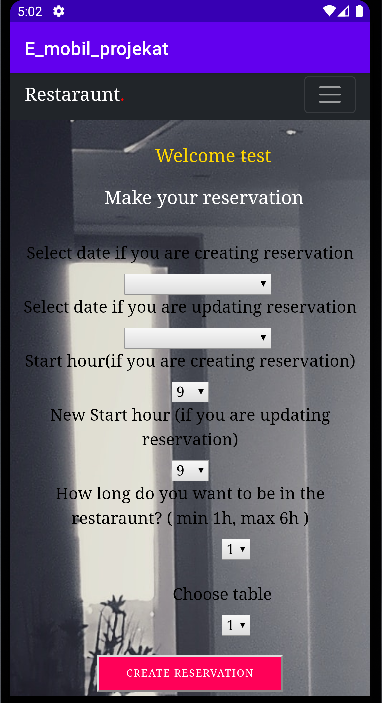 5:02
E_mobil_projekat
Restaraunt.
Welcome test
Make your reservation
Select date if you are creating reservation
Select date if you are updating reservation
Start hour(if you are creating reservation)
9
New Start hour (if you are updating
reservation)
9
How long do you want to be in the
restaraunt? ( min 1h, max 6h )
1
Choose table
1
CREATE RESERVATION